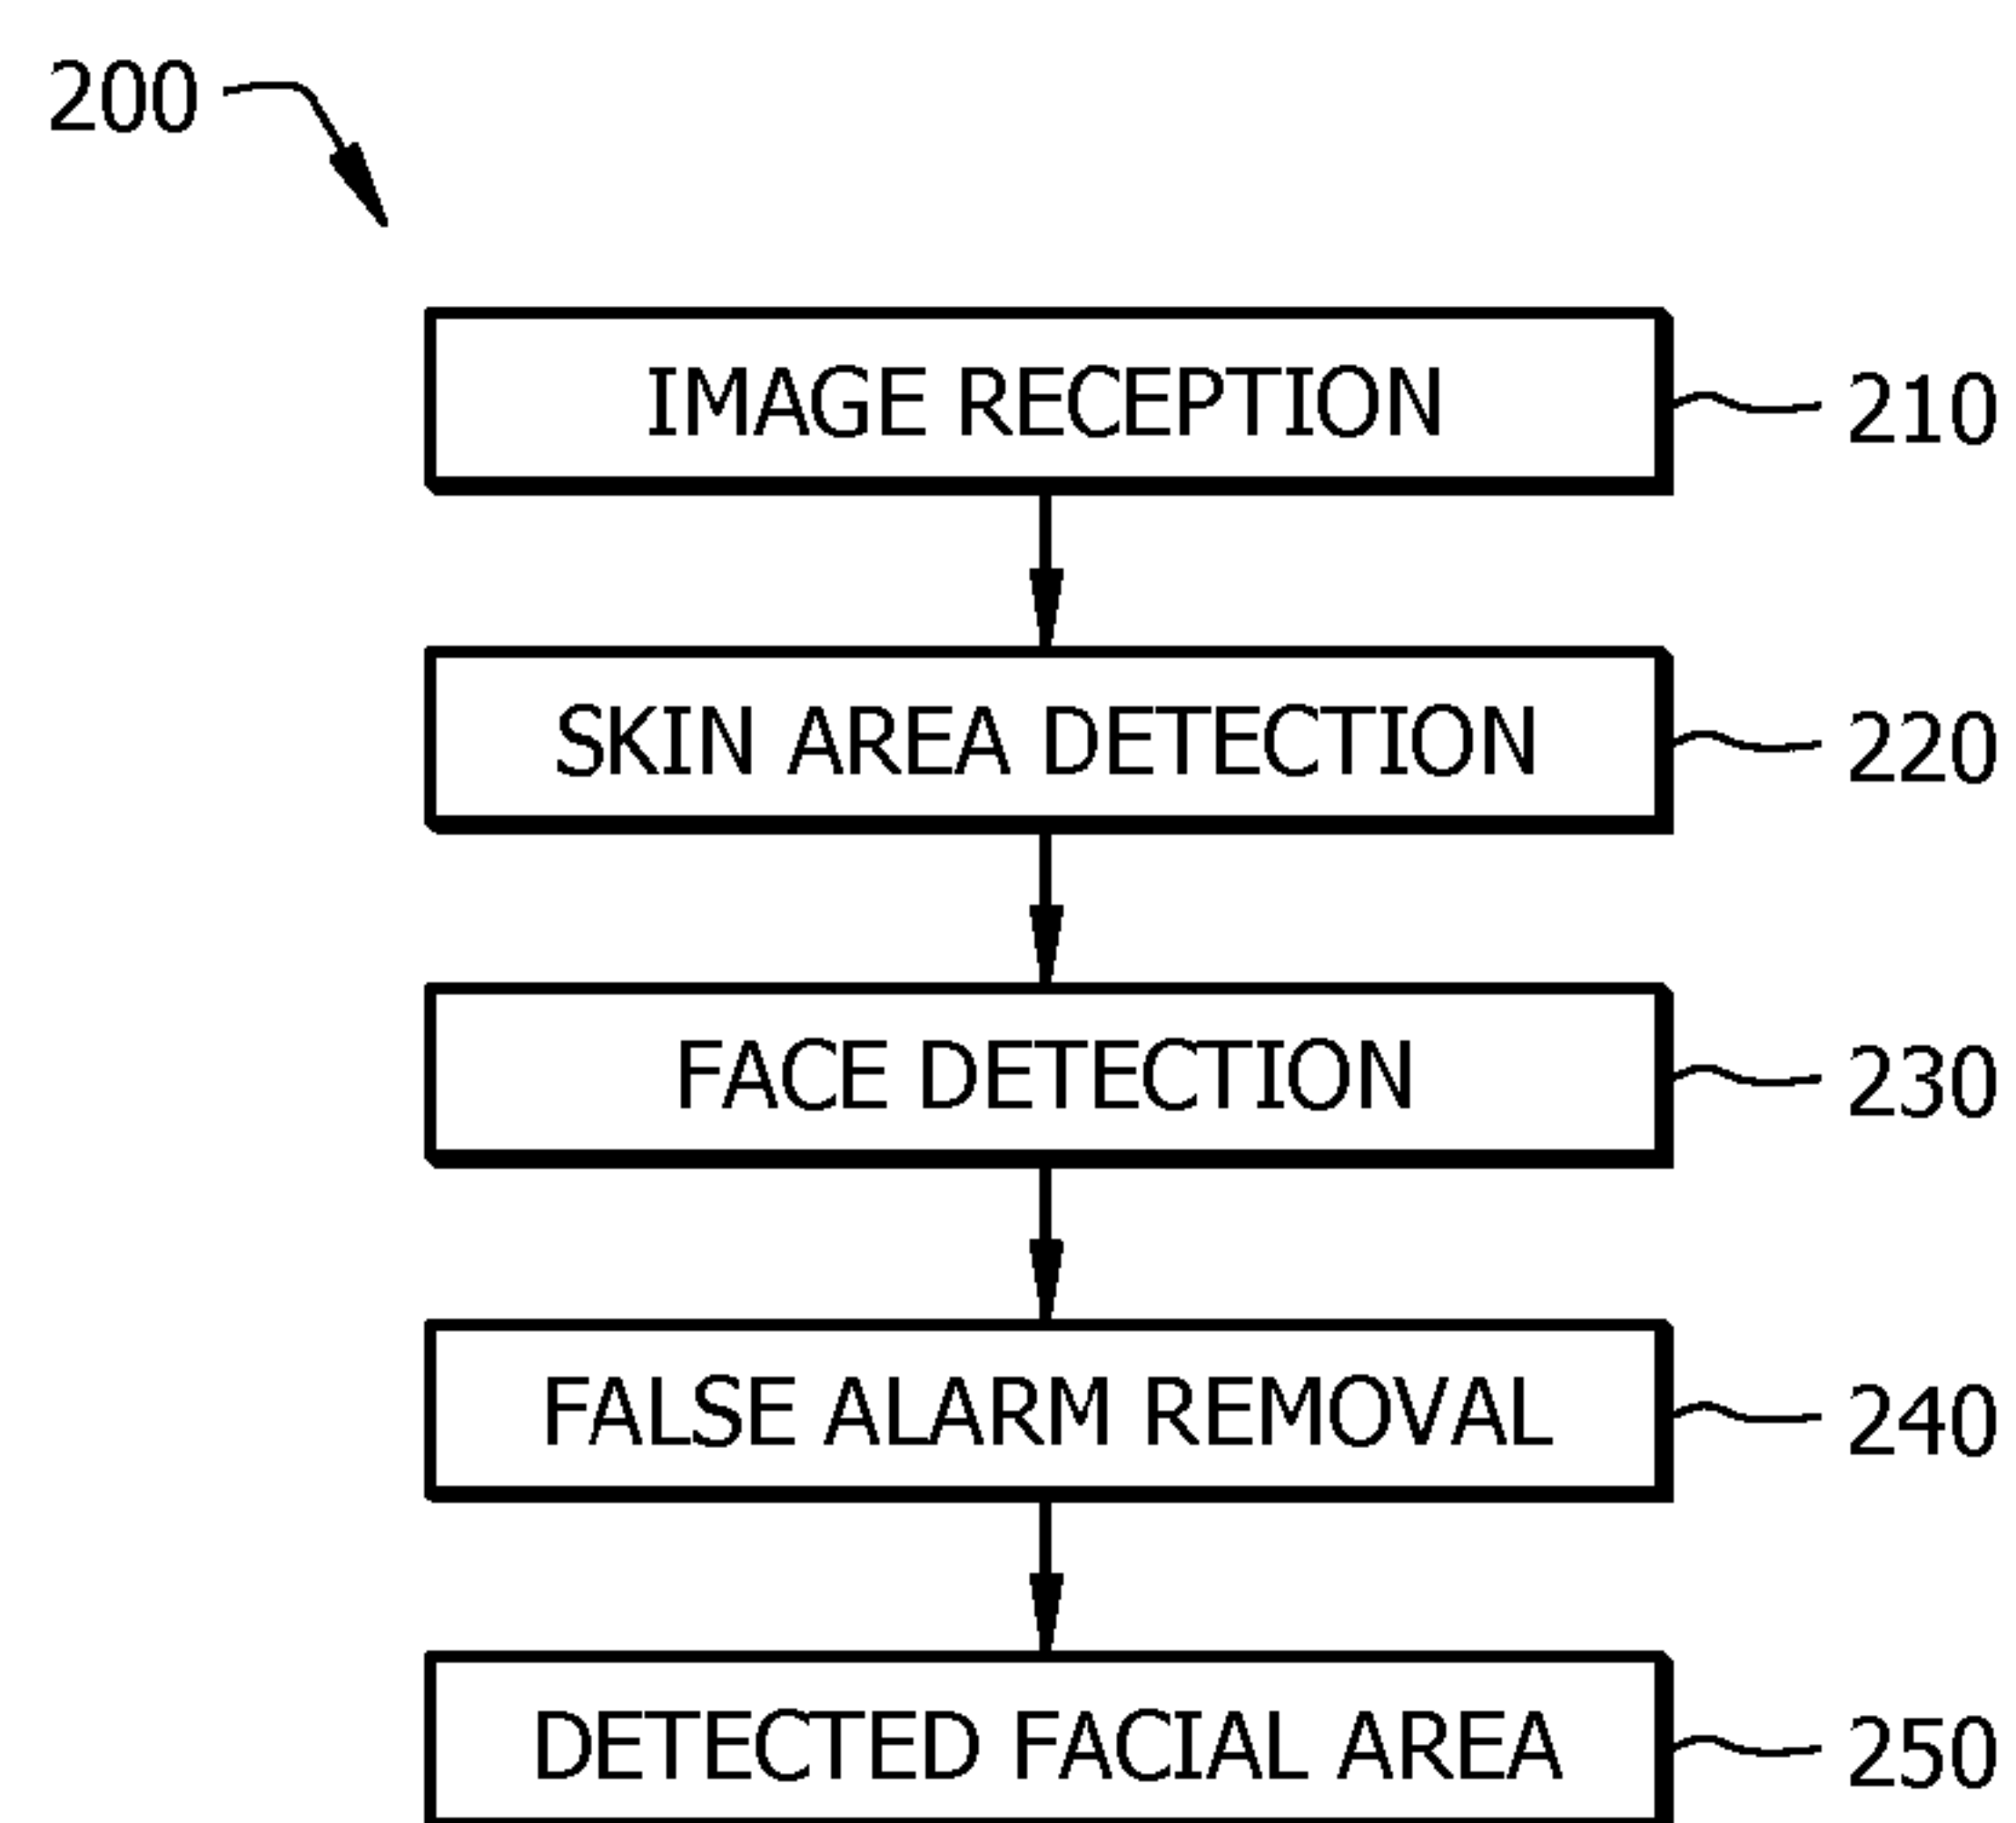 200
IMAGE RECEPTION
210
SKIN AREA DETECTION
220
FACE DETECTION
230
FALSE ALARM REMOVAL
240
DETECTED FACIAL AREA
250